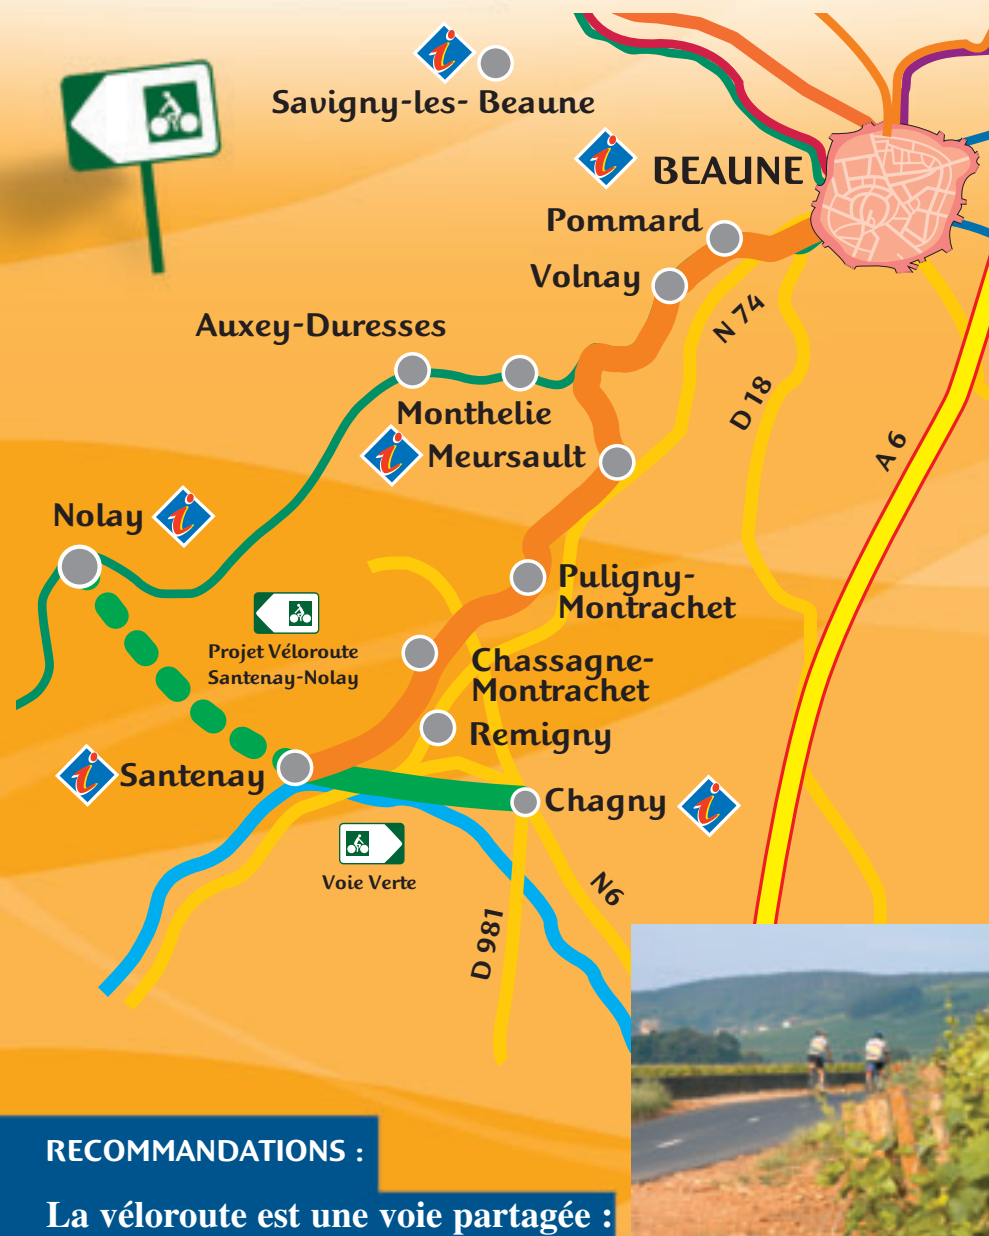 Savigny-les- Beaune
BEAUNE
Pommard
Volnay
N 74
Auxey-Duresses
D 18
Monthelie
A 6
Meursault
Nolay
Puligny-
Montrachet
Projet Véloroute
Santenay-Nolay
Chassagne-
Montrachet
Remigny
Santenay
Chagny
Voie Verte
N6
D 981
RECOMMANDATIONS :
La véloroute est une voie partagée :